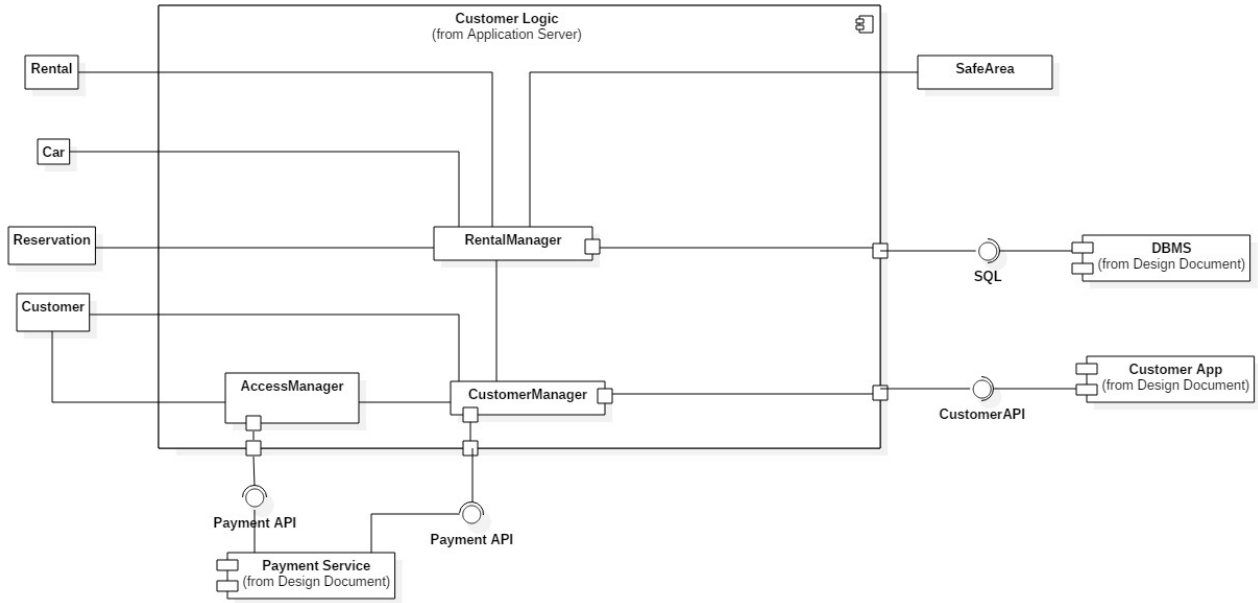 Customer Logic
(from Application Server)
Rental
SafeArea
Car
Reservation
RentalManager
DBMS
(from Design Document)
SQL
Customer
AccessManager
CustomerManager
Customer App
(from Design Document)
CustomerAPI
Payment API
Payment API
Payment Service
(from Design Document)